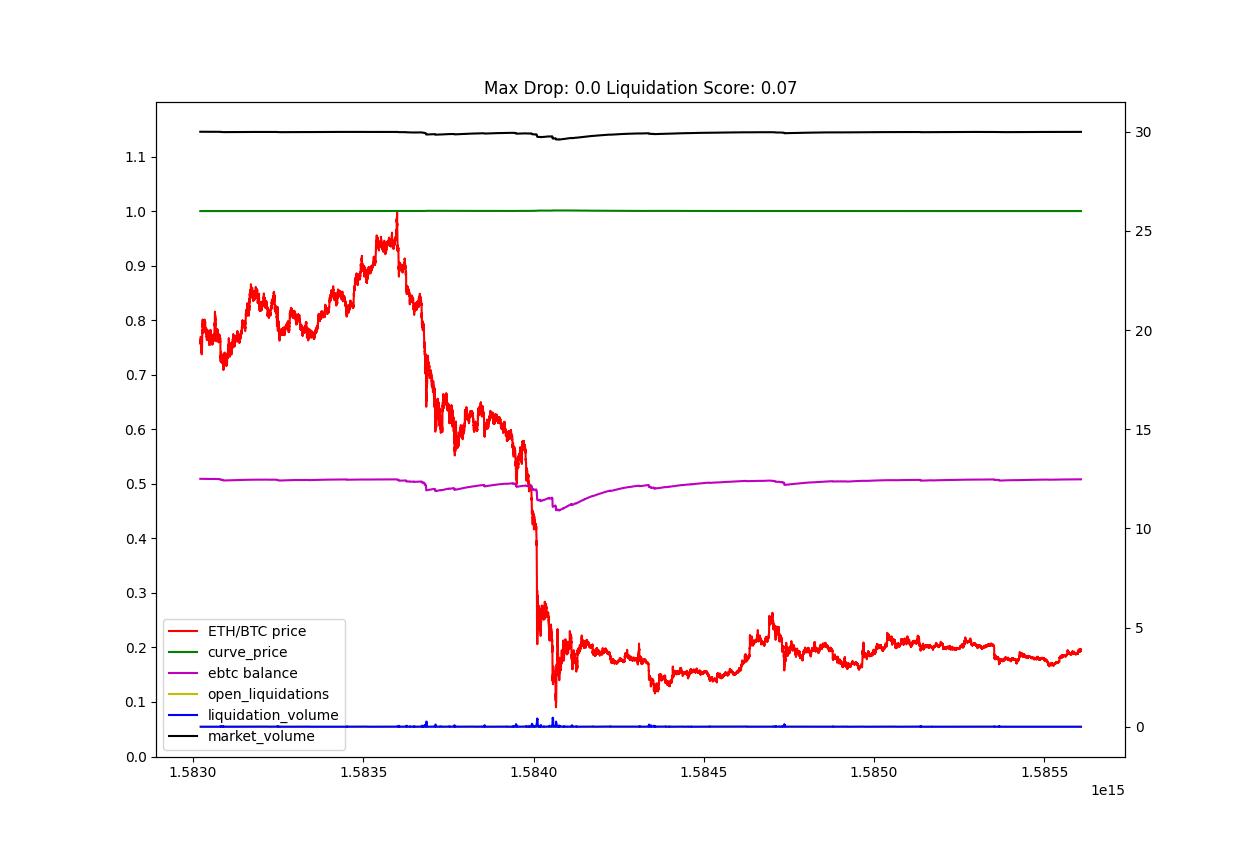 Max Drop: 0.0 Liquidation Score: 0.07
1.1
1.0
0.9
0.8
0.7
0.6
0.5
0.4
0.3
0.2
0.1
0.0
30
25
20
15
10
5
0
ETH/BTC price
curve_price
ebtc balance
open_liquidations
liquidation_volume
market_volume
1.5830 1.5835 1.5840 1.5845 1.5850 1.5855
1e15